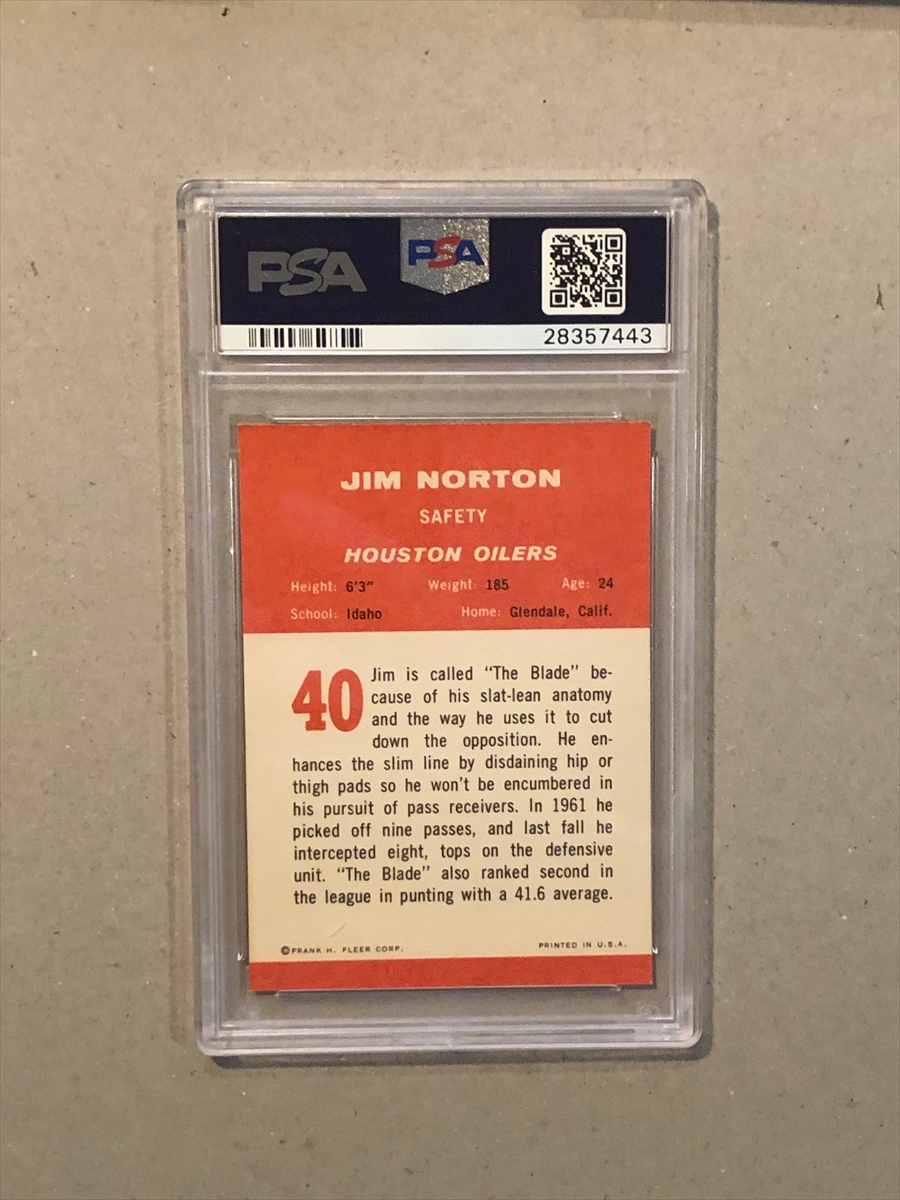 PSA PSA
28357443
JIM NORTON
SAFETY
HOUSTON OILERS
Height: 6'3" Weight: 185 Age: 24
School: Idaho Home: Glendale, Calif.
40 Jim is called "The Blade" be-
cause of his slat-lean anatomy
and the way he uses it to cut
down the opposition. He en-
hances the slim line by disdaining hip or
thigh pads so he won't be encumbered in
his pursuit of pass receivers. In 1961 he
picked off nine passes, and last fall he
intercepted eight, tops on the defensive
unit. "The Blade" also ranked second in
the league in punting with a 41.6 average.
©FRANK H. FLEER CORP. PRINTED IN U.S.A.